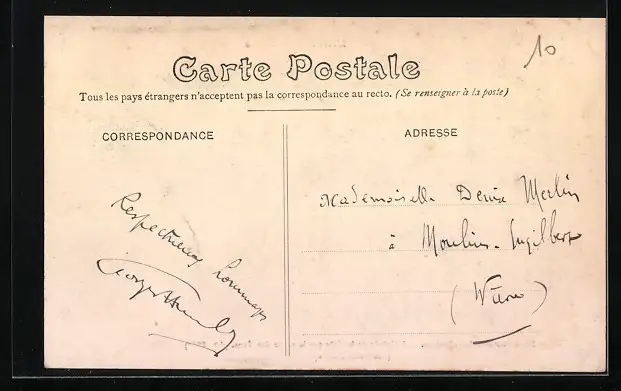 10
Carte Postale
Tous les pays étrangers n'acceptent pas la correspondance au recto. (Se renseigner à la poste)
CORRESPONDANCE
ADRESSE
Mademoiselle Denise Merlin
à Moulins-Engilbert
(Nièvre)
Respectueux hommages
Georges